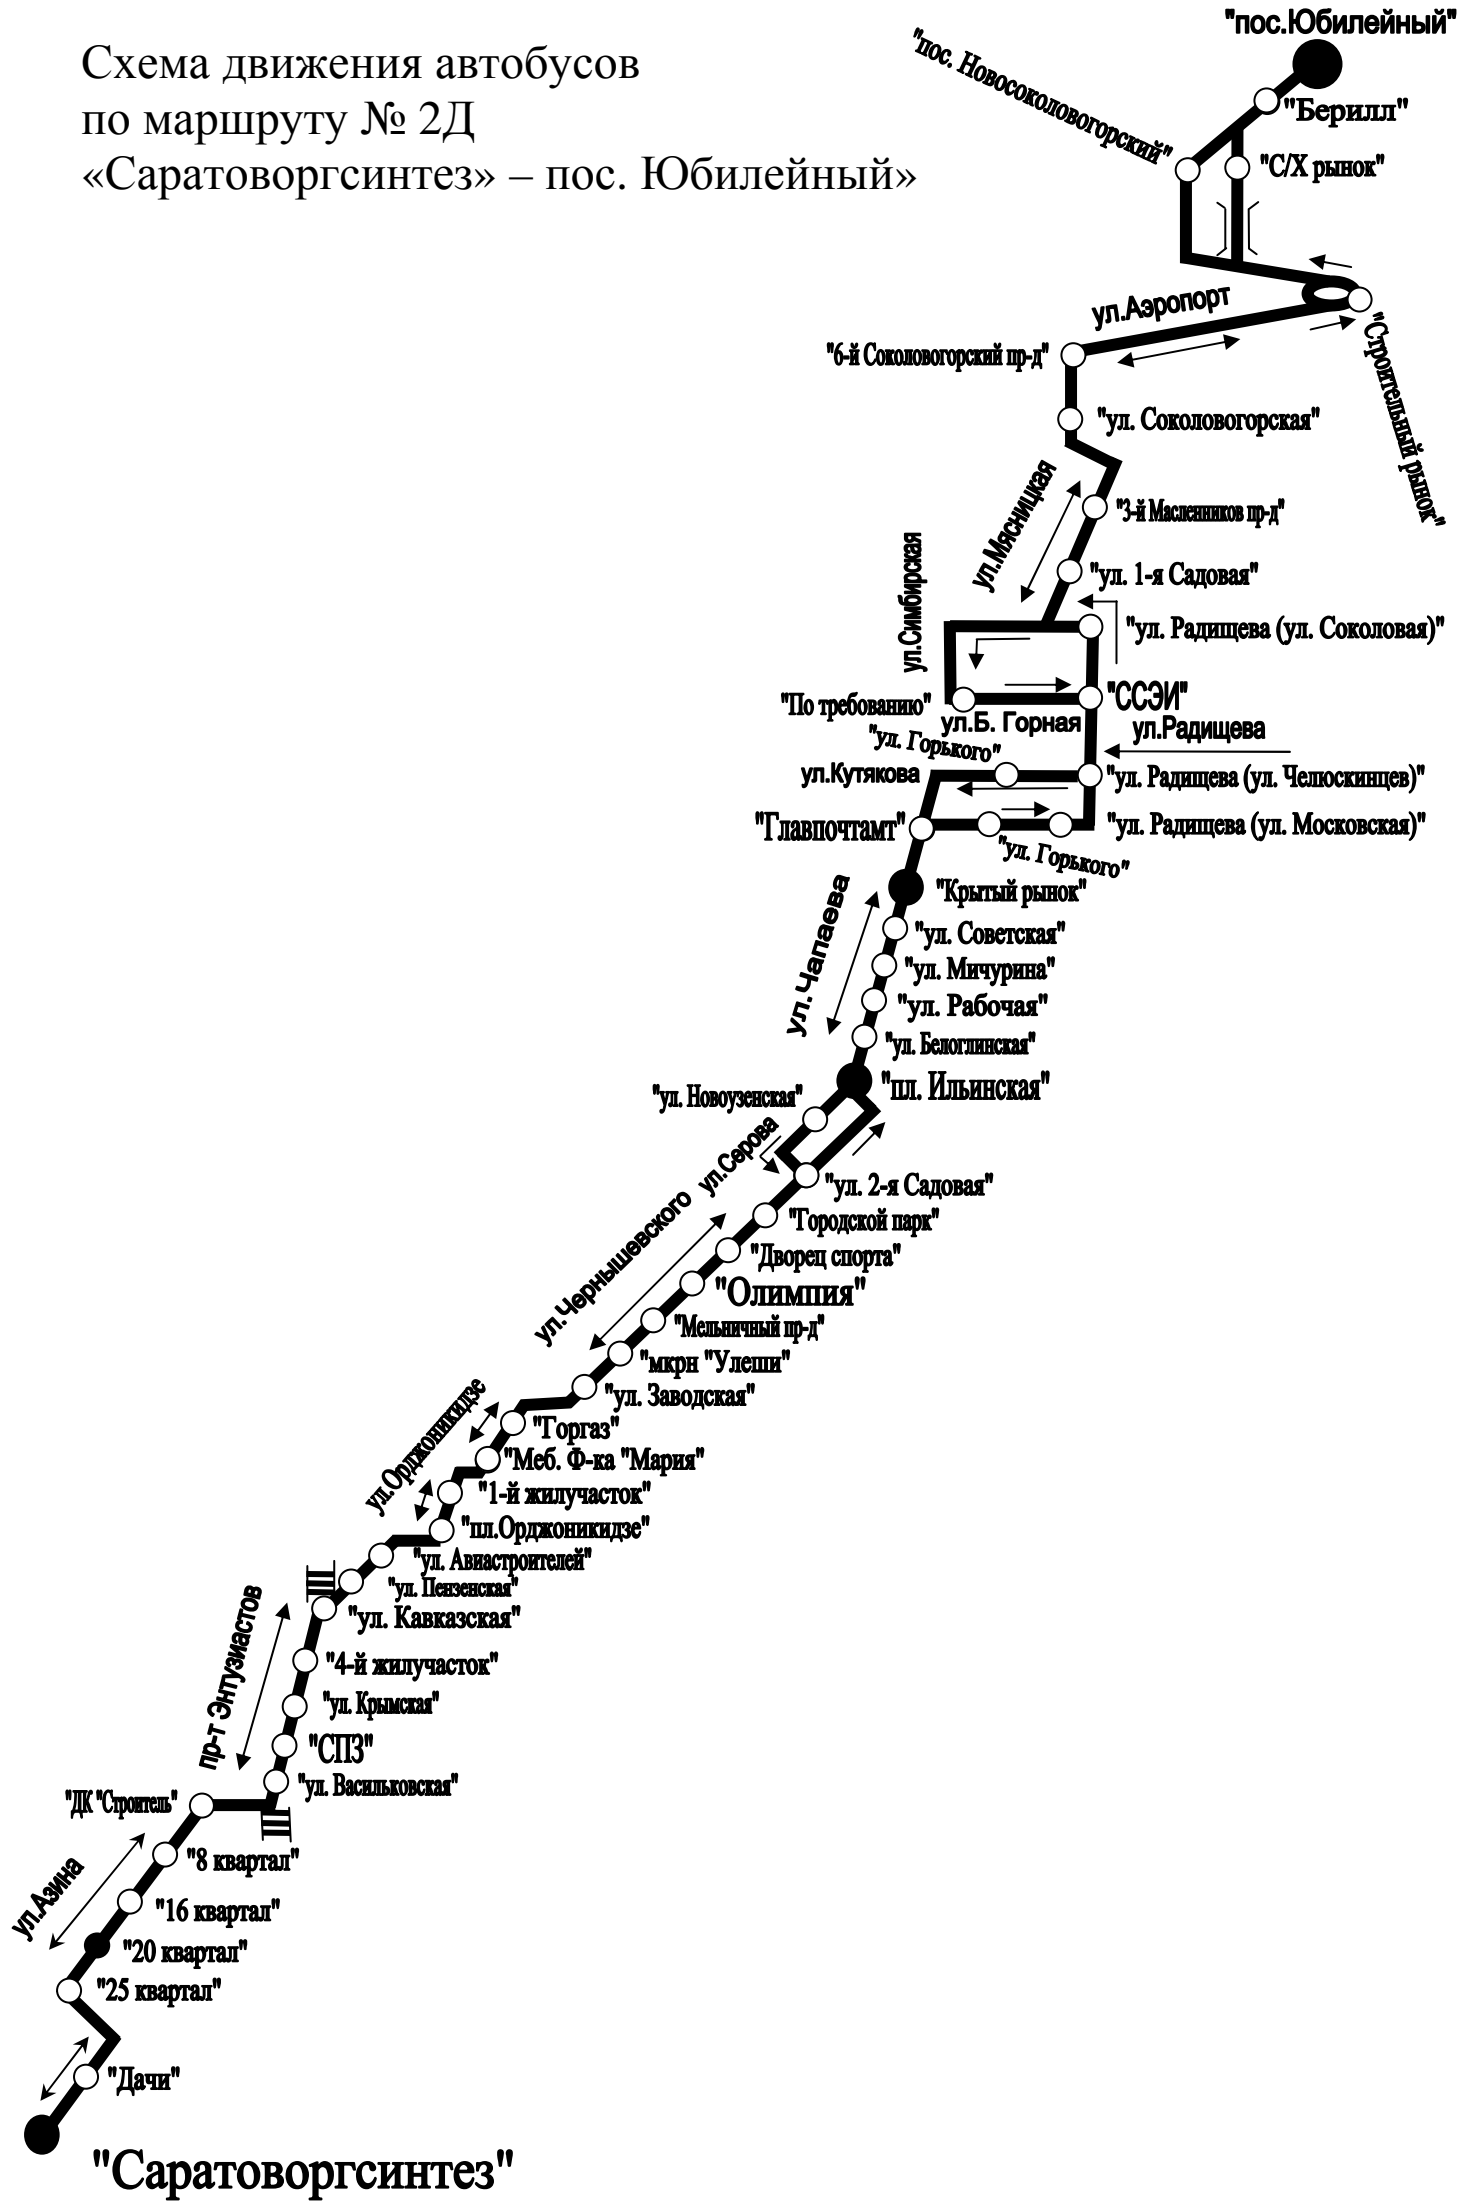 Схема движения автобусов
по маршруту № 2Д
«Саратоворгсинтез» – пос. Юбилейный»
"пос.Юбилейный"
"пос. Новосоколовогорский"
"Берилл"
"С/Х рынок"
ул.Аэропорт
"Строительный рынок"
"6-й Соколовогорский пр-д"
"ул. Соколовогорская"
ул.Мясницкая
"3-й Масленников пр-д"
ул.Симбирская
"ул. 1-я Садовая"
"ул. Радищева (ул. Соколовая)"
"По требованию"
"ССЭИ"
ул.Б. Горная
ул.Радищева
"ул. Горького"
ул.Кутякова
"ул. Радищева (ул. Челюскинцев)"
"Главпочтамт"
"ул. Радищева (ул. Московская)"
"ул. Горького"
"Крытый рынок"
ул.Чапаева
"ул. Советская"
"ул. Мичурина"
"ул. Рабочая"
"ул. Белоглинская"
"пл. Ильинская"
"ул. Новоузенская"
ул.Серова
"ул. 2-я Садовая"
"Городской парк"
ул.Чернышевского
"Дворец спорта"
"Олимпия"
"Мельничный пр-д"
"мкрн "Улеши"
"ул. Заводская"
ул.Орджоникидзе
"Горгаз"
"Меб. Ф-ка "Мария"
"1-й жилучасток"
"пл.Орджоникидзе"
"ул. Авиастроителей"
"ул. Пензенская"
"ул. Кавказская"
пр-т Энтузиастов
"4-й жилучасток"
"ул. Крымская"
"СПЗ"
"ул. Васильковская"
"ДК "Строитель"
"8 квартал"
ул.Азина
"16 квартал"
"20 квартал"
"25 квартал"
"Дачи"
"Саратоворгсинтез"